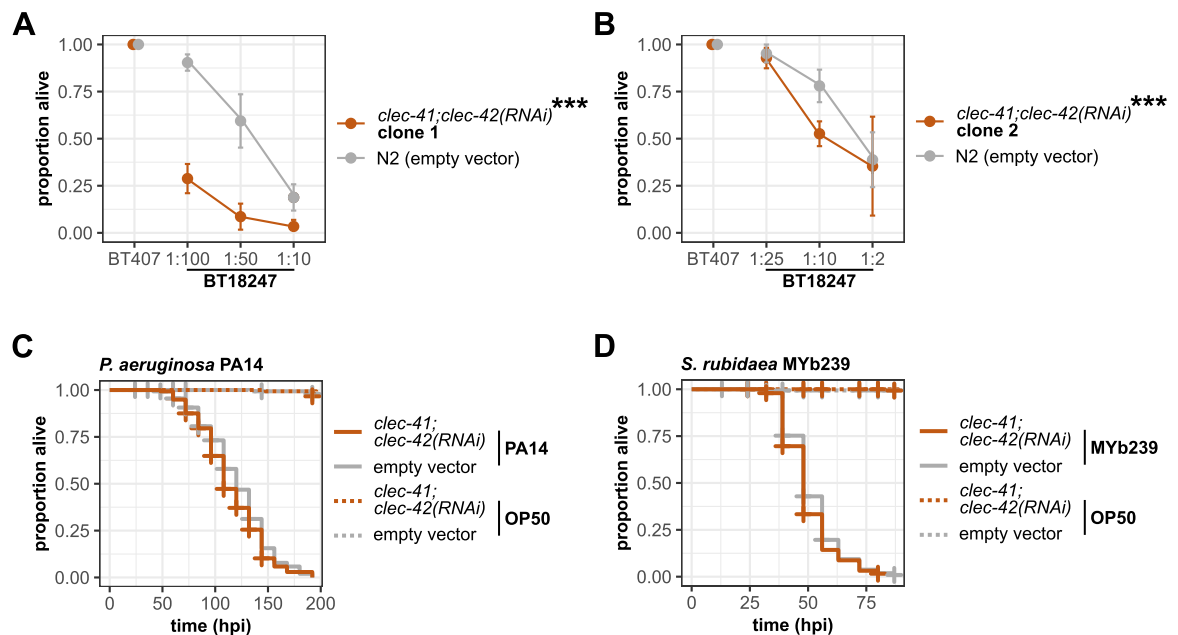 A
proportion alive
1.00
0.75
0.50
0.25
0.00
BT407 1:100 1:50 1:10
BT18247
clec-41;clec-42(RNAi) ***
clone 1
N2 (empty vector)
B
proportion alive
1.00
0.75
0.50
0.25
0.00
BT407 1:25 1:10 1:2
BT18247
clec-41;clec-42(RNAi) ***
clone 2
N2 (empty vector)
C
P. aeruginosa PA14
proportion alive
1.00
0.75
0.50
0.25
0.00
0 50 100 150 200
time (hpi)
clec-41;
clec-42(RNAi)
empty vector
PA14
clec-41;
clec-42(RNAi)
empty vector
OP50
D
S. rubidaea MYb239
proportion alive
1.00
0.75
0.50
0.25
0.00
0 25 50 75
time (hpi)
clec-41;
clec-42(RNAi)
empty vector
MYb239
clec-41;
clec-42(RNAi)
empty vector
OP50